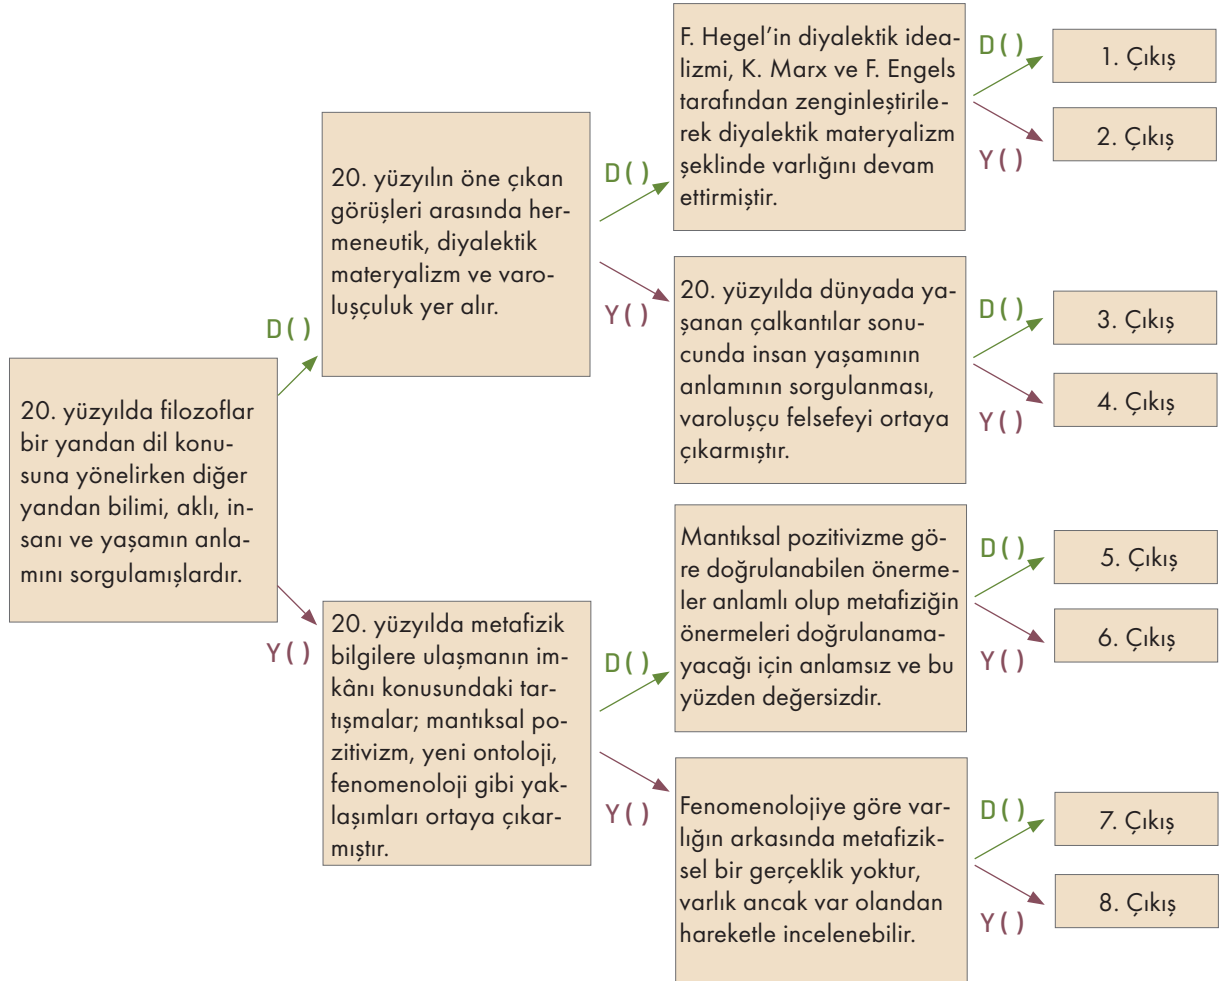 20. yüzyılda filozoflar
bir yandan dil konu-
suna yönelirken diğer
yandan bilimi, aklı, in-
sanı ve yaşamın anla-
mını sorgulamışlardır.
D ( )
Y ( )
20. yüzyılın öne çıkan
görüşleri arasında her-
meneutik, diyalektik
materyalizm ve varo-
luşçuluk yer alır.
D ( )
Y ( )
20. yüzyılda metafizik
bilgilere ulaşmanın im-
kânı konusundaki tar-
tışmalar; mantıksal po-
zitivizm, yeni ontoloji,
fenomenoloji gibi yak-
laşımları ortaya çıkar-
mıştır.
D ( )
Y ( )
F. Hegel’in diyalektik idea-
lizmi, K. Marx ve F. Engels
tarafından zenginleştirile-
rek diyalektik materyalizm
şeklinde varlığını devam
ettirmiştir.
D ( )
1. Çıkış
Y ( )
2. Çıkış
20. yüzyılda dünyada ya-
şanan çalkantılar sonu-
cunda insan yaşamının
anlamının sorgulanması,
varoluşçu felsefeyi ortaya
çıkarmıştır.
D ( )
3. Çıkış
Y ( )
4. Çıkış
Mantıksal pozitivizme gö-
re doğrulanabilen önerme-
ler anlamlı olup metafiziğin
önermeleri doğrulanama-
yacağı için anlamsız ve bu
yüzden değersizdir.
D ( )
5. Çıkış
Y ( )
6. Çıkış
Fenomenolojiye göre var-
lığın arkasında metafizik-
sel bir gerçeklik yoktur,
varlık ancak var olandan
hareketle incelenebilir.
D ( )
7. Çıkış
Y ( )
8. Çıkış